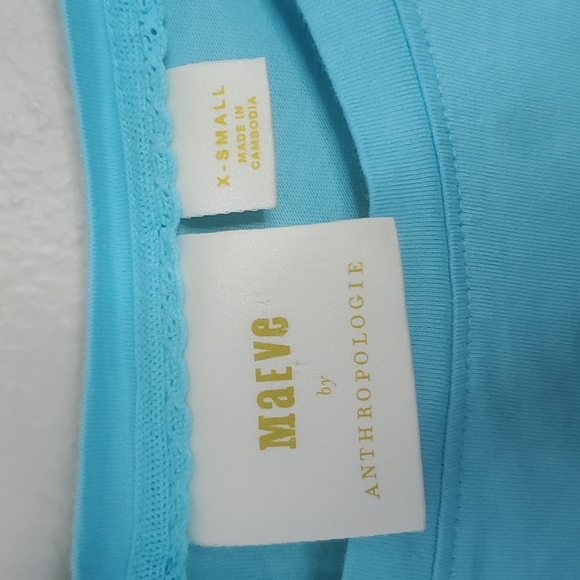 MaEVe
by
ANTHROPOLOGIE
X-SMALL
MADE IN
CAMBODIA